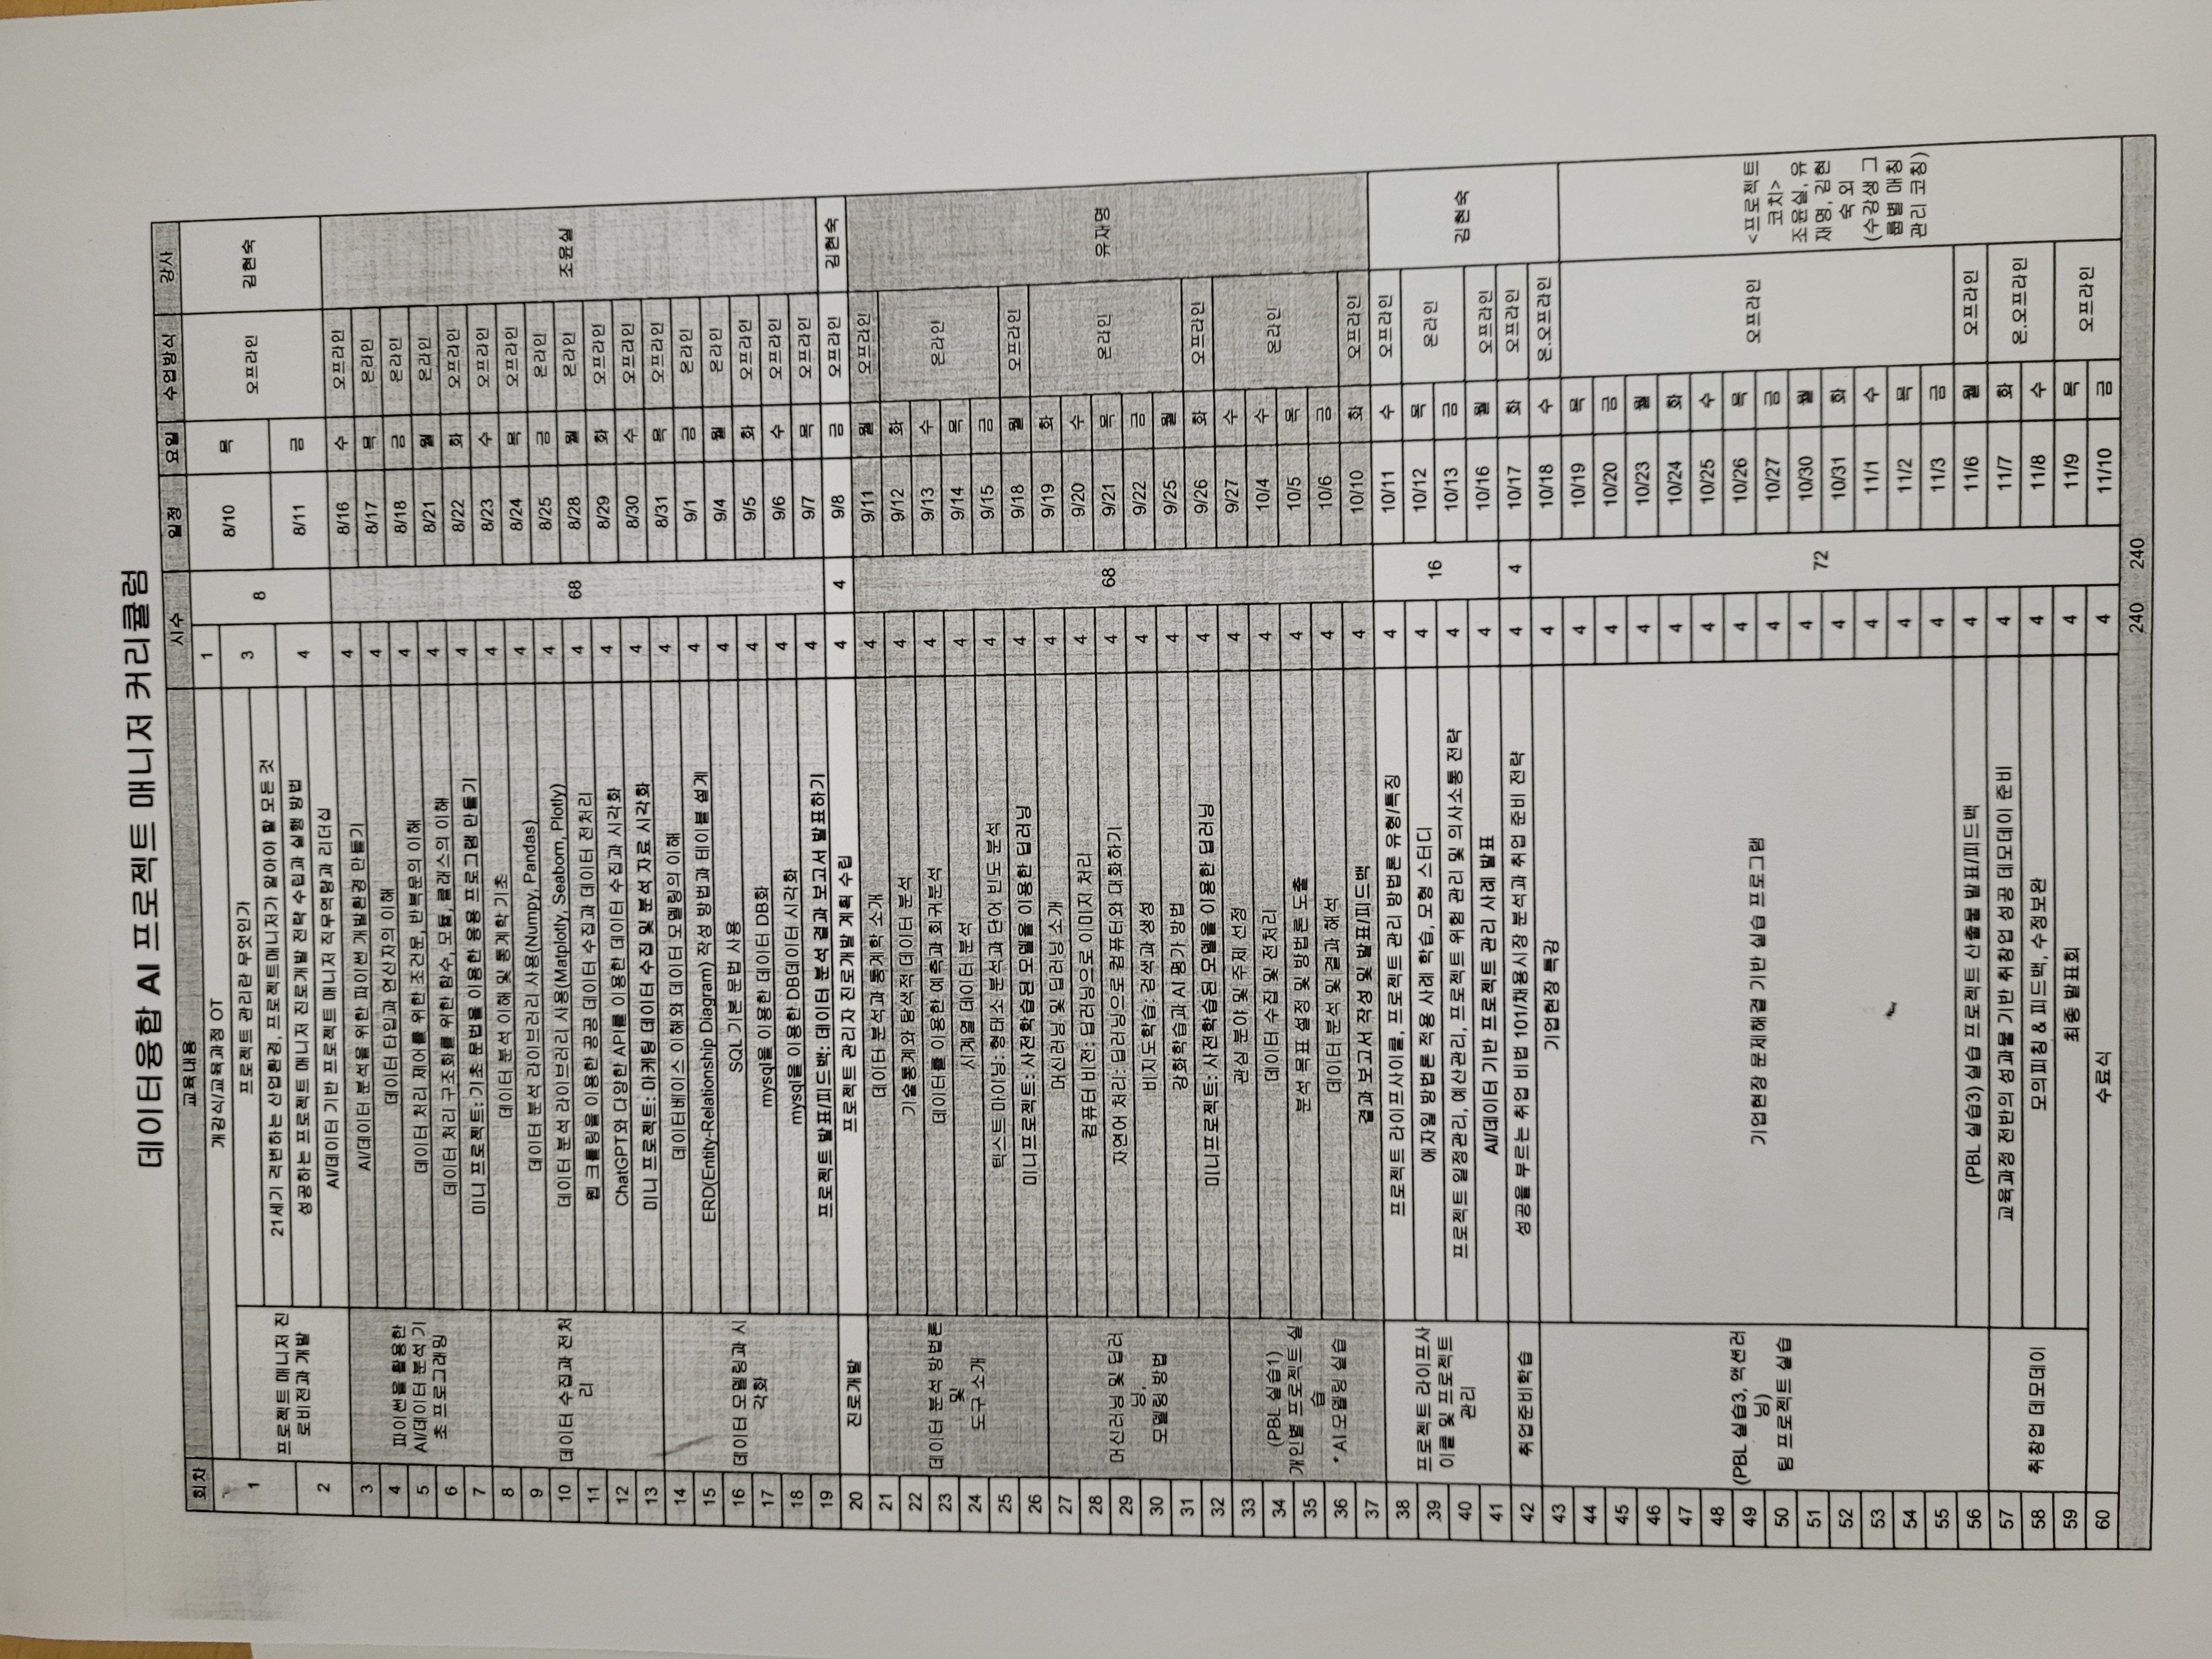 데이터융합 AI 프로젝트 매니저 커리큘럼
회차 교육내용 시수 일정 요일 수업방식 강사
개강식/교육과정 OT 1
1 프로젝트 관리란 무엇인가 3 8/10 목
21세기 격변하는 산업환경, 프로젝트매니저가 알아야 할 모든 것
프로젝트 매니저 진
로비전과 개발
8 오프라인 김현숙
성공하는 프로젝트 매니저 진로개발 전략 수립과 실행 방법
2 4 8/11 금
AI/데이터 기반 프로젝트 매니저 직무역량과 리더십
3 AI/데이터 분석을 위한 파이썬 개발환경 만들기 4 8/16 수 오프라인
4 데이터 타입과 연산자의 이해 4 8/17 목 온라인
파이썬을 활용한
AI/데이터 분석 기
초 프로그래밍
5 데이터 처리 제어를 위한 조건문, 반복문의 이해 4 8/18 금 온라인
6 데이터 처리 구조화를 위한 함수, 모듈, 클래스의 이해 4 8/21 월 온라인
7 미니 프로젝트: 기초 문법을 이용한 응용 프로그램 만들기 4 8/22 화 오프라인
8 데이터 분석 이해 및 통계학 기초 4 8/23 수 오프라인
9 데이터 분석 라이브러리 사용(Numpy, Pandas) 4 8/24 목 오프라인
10 데이터 분석 라이브러리 사용(Matplotly, Seaborn, Plotly) 4 8/25 금 온라인
데이터 수집과 전처
리
68 조윤실
11 웹 크롤링을 이용한 공공 데이터 수집과 데이터 전처리 4 8/28 월 온라인
12 ChatGPT와 다양한 API를 이용한 데이터 수집과 시각화 4 8/29 화 오프라인
13 미니 프로젝트: 마케팅 데이터 수집 및 분석 자료 시각화 4 8/30 수 오프라인
14 데이터베이스 이해와 데이터 모델링의 이해 4 8/31 목 오프라인
15 ERD(Entity-Relationship Diagram) 작성 방법과 테이블 설계 4 9/1 금 온라인
16 SQL 기본 문법 사용 4 9/4 월 온라인
데이터 모델링과 시
각화
17 mysql을 이용한 데이터 DB화 4 9/5 화 오프라인
18 mysql을 이용한 DB데이터 시각화 4 9/6 수 오프라인
19 프로젝트 발표/피드백: 데이터 분석 결과 보고서 발표하기 4 9/7 목 오프라인
20 진로개발 프로젝트 관리자 진로개발 계획 수립 4 4 9/8 금 오프라인 김현숙
21 데이터 분석과 통계학 소개 4 9/11 월 오프라인
22 기술통계와 탐색적 데이터 분석 4 9/12 화
23 데이터를 이용한 예측과 회귀분석 4 9/13 수
데이터 분석 방법론
및
도구 소개
온라인
24 시계열 데이터 분석 4 9/14 목
25 텍스트 마이닝: 형태소 분석과 단어 빈도 분석 4 9/15 금
26 미니프로젝트: 사전학습된 모델을 이용한 딥러닝 4 9/18 월 오프라인
27 머신러닝 및 딥러닝 소개 4 9/19 화
28 컴퓨터 비전: 딥러닝으로 이미지 처리 4 9/20 수
29 자연어 처리: 딥러닝으로 컴퓨터와 대화하기 4 9/21 목
머신러닝 및 딥러
닝,
모델링 방법
68 온라인 유재명
30 비지도학습: 검색과 생성 4 9/22 금
31 강화학습과 AI 평가 방법 4 9/25 월
32 미니프로젝트: 사전학습된 모델을 이용한 딥러닝 4 9/26 화 오프라인
33 관심 분야 및 주제 선정 4 9/27 수
34 데이터 수집 및 전처리 4 10/4 수
(PBL 실습1)
개인별 프로젝트 실
습
* AI 모델링 실습
온라인
35 분석 목표 설정 및 방법론 도출 4 10/5 목
36 데이터 분석 및 결과 해석 4 10/6 금
37 결과 보고서 작성 및 발표/피드백 4 10/10 화 오프라인
38 프로젝트 라이프사이클, 프로젝트 관리 방법론 유형/특징 4 10/11 수 오프라인
39 애자일 방법론 적용 사례 학습, 모형 스터디 4 10/12 목
프로젝트 라이프사
이클 및 프로젝트
관리
16 온라인 김현숙
40 프로젝트 일정관리, 예산관리, 프로젝트 위험 관리 및 의사소통 전략 4 10/13 금
41 AI/데이터 기반 프로젝트 관리 사례 발표 4 10/16 월 오프라인
42 취업준비학습 성공을 부르는 취업 비법 101/채용시장 분석과 취업 준비 전략 4 4 10/17 화 오프라인
43 기업현장 특강 4 10/18 수 온.오프라인
44 4 10/19 목
45 4 10/20 금
46 4 10/23 월
47 4 10/24 화
48 4 10/25 수
49 4 10/26 목
(PBL 실습3, 액션러
닝)
팀 프로젝트 실습
기업현장 문제해결 기반 실습 프로그램
오프라인
<프로젝트
코치>
조윤실, 유
재명, 김현
숙 외
(수강생 그
룹별 매칭
관리 코칭)
50 4 10/27 금
51 4 72 10/30 월
52 4 10/31 화
53 4 11/1 수
54 4 11/2 목
55 4 11/3 금
56 (PBL 실습3) 실습 프로젝트 산출물 발표/피드백 4 11/6 월 오프라인
57 교육과정 전반의 성과물 기반 취창업 성공 데모데이 준비 4 11/7 화
온.오프라인
58 취창업 데모데이 모의피칭 & 피드백, 수정보완 4 11/8 수
59 최종 발표회 4 11/9 목
오프라인
60 수료식 4 11/10 금
240 240